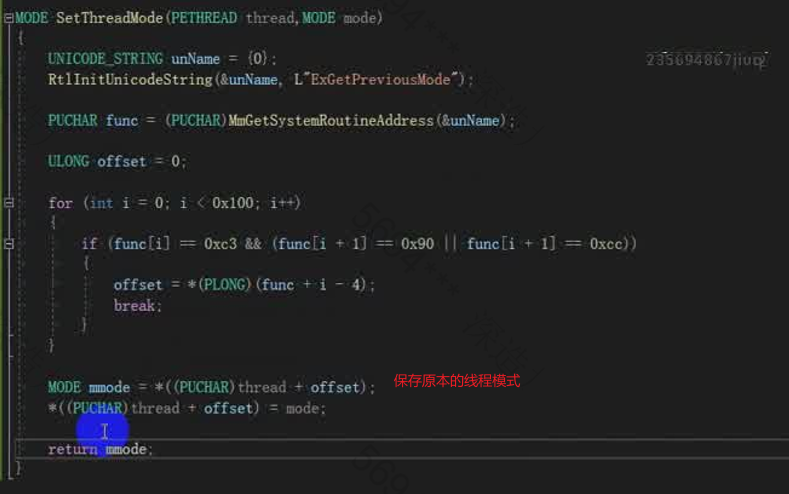 MODE SetThreadMode(PETHREAD thread,MODE mode)
{
UNICODE_STRING unName = {0};
235694867jiuqi
RtlInitUnicodeString(&unName, L"ExGetPreviousMode");
PUCHAR func = (PUCHAR)MmGetSystemRoutineAddress(&unName);
ULONG offset = 0;
for (int i = 0; i < 0x100; i++)
{
if (func[i] == 0xc3 && (func[i + 1] == 0x90 || func[i + 1] == 0xcc))
{
offset = *(PLONG)(func + i - 4);
break;
}
}
MODE mmode = *((PUCHAR)thread + offset); 保存原本的线程模式
*((PUCHAR)thread + offset) = mode;
return mmode;
}